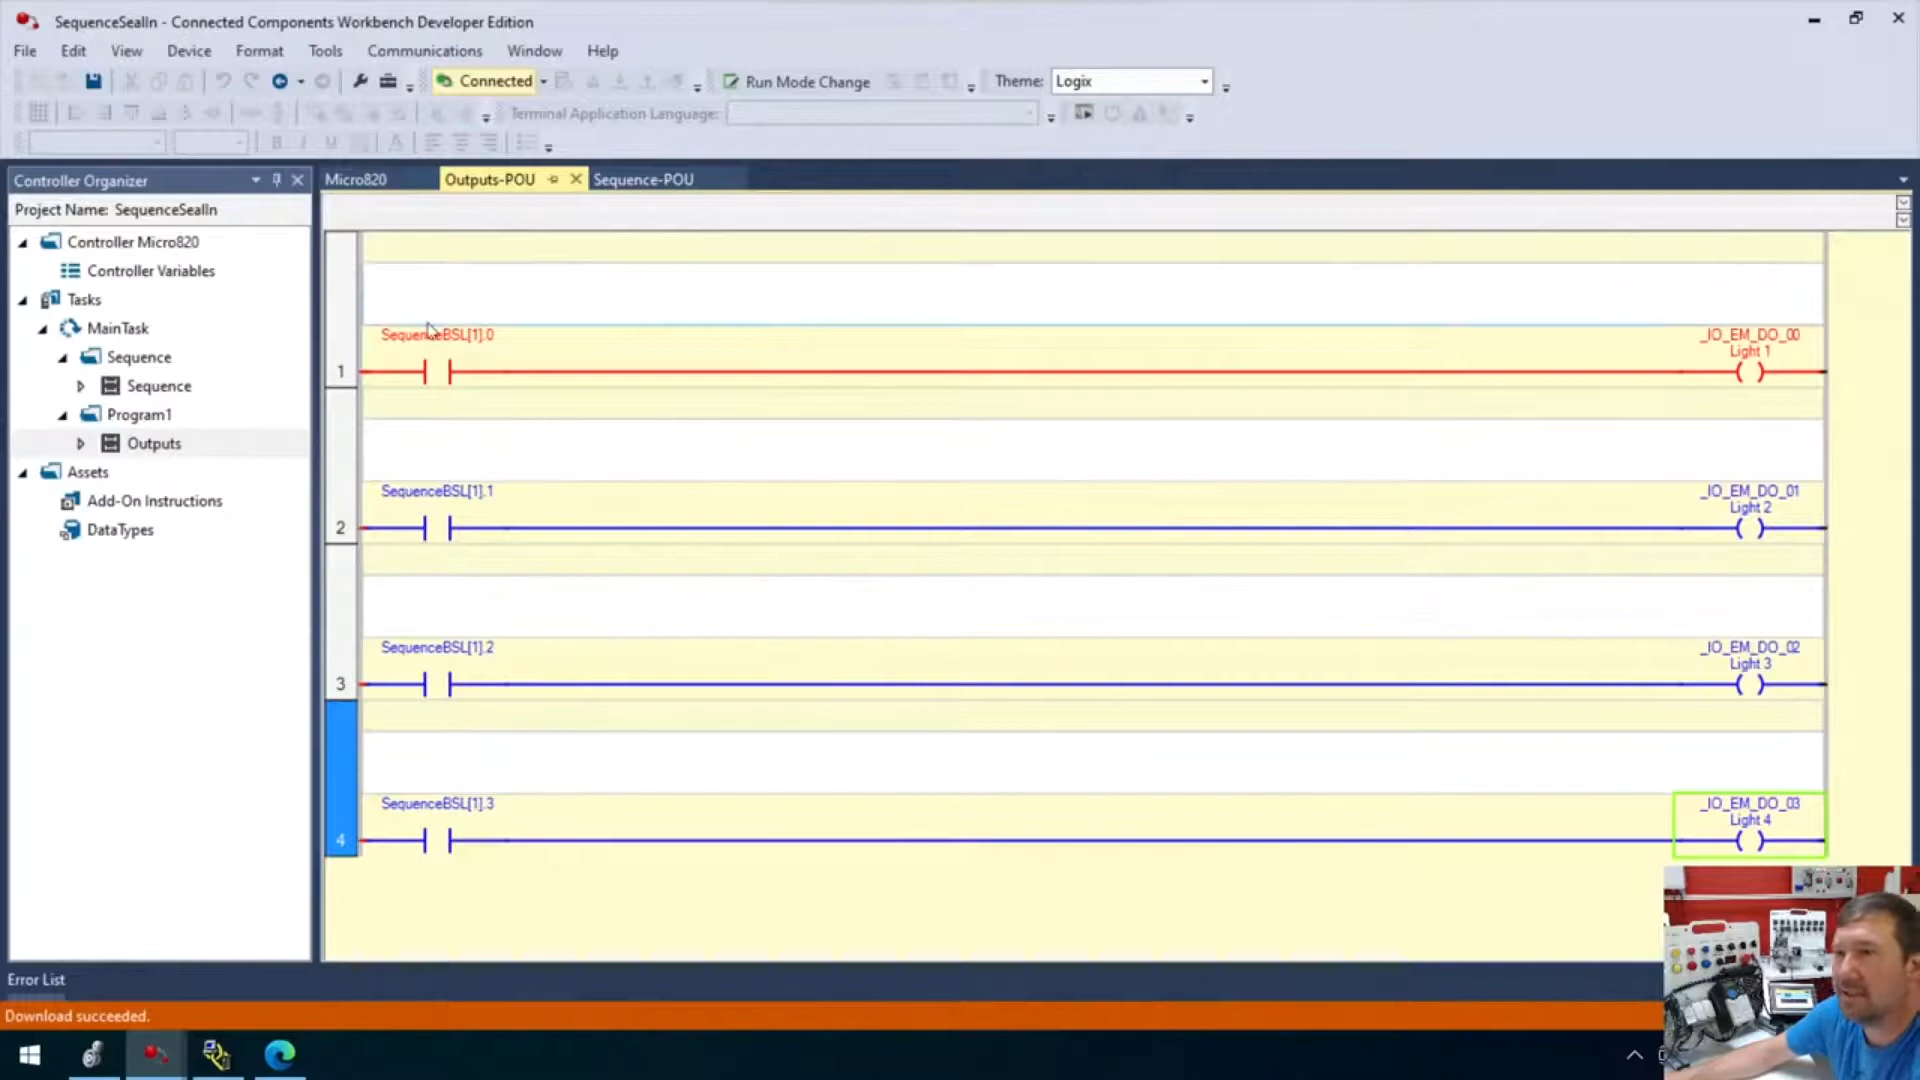 SequenceSealIn - Connected Components Workbench Developer Edition
File Edit View Device Format Tools Communications Window Help
Connected Run Mode Change Theme: Logix
Terminal Application Language:
B I U A
Controller Organizer
Project Name: SequenceSealIn
Controller Micro820
Controller Variables
Tasks
MainTask
Sequence
Sequence
Program1
Outputs
Assets
Add-On Instructions
DataTypes
Micro820 Outputs-POU Sequence-POU
SequenceBSL[1].0 _IO_EM_DO_00
Light 1
1
SequenceBSL[1].1 _IO_EM_DO_01
Light 2
2
SequenceBSL[1].2 _IO_EM_DO_02
Light 3
3
SequenceBSL[1].3 _IO_EM_DO_03
Light 4
4
Error List
Download succeeded.